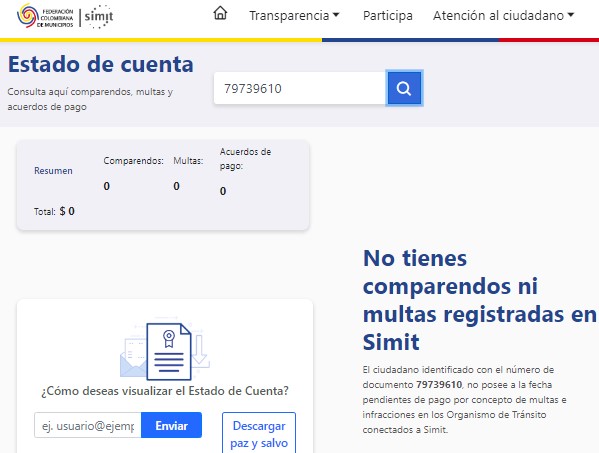 FEDERACIÓN
COLOMBIANA
DE MUNICIPIOS
simit
Transparencia
Participa
Atención al ciudadano
Estado de cuenta
Consulta aquí comparendos, multas y
acuerdos de pago
79739610
Resumen
Comparendos:
0
Multas:
0
Acuerdos de
pago:
0
Total: $ 0
No tienes
comparendos ni
multas registradas en
Simit
El ciudadano identificado con el número de
documento 79739610, no posee a la fecha
pendientes de pago por concepto de multas e
infracciones en los Organismo de Tránsito
conectados a Simit.
¿Cómo deseas visualizar el Estado de Cuenta?
ej. usuario@ejemp
Enviar
Descargar
paz y salvo